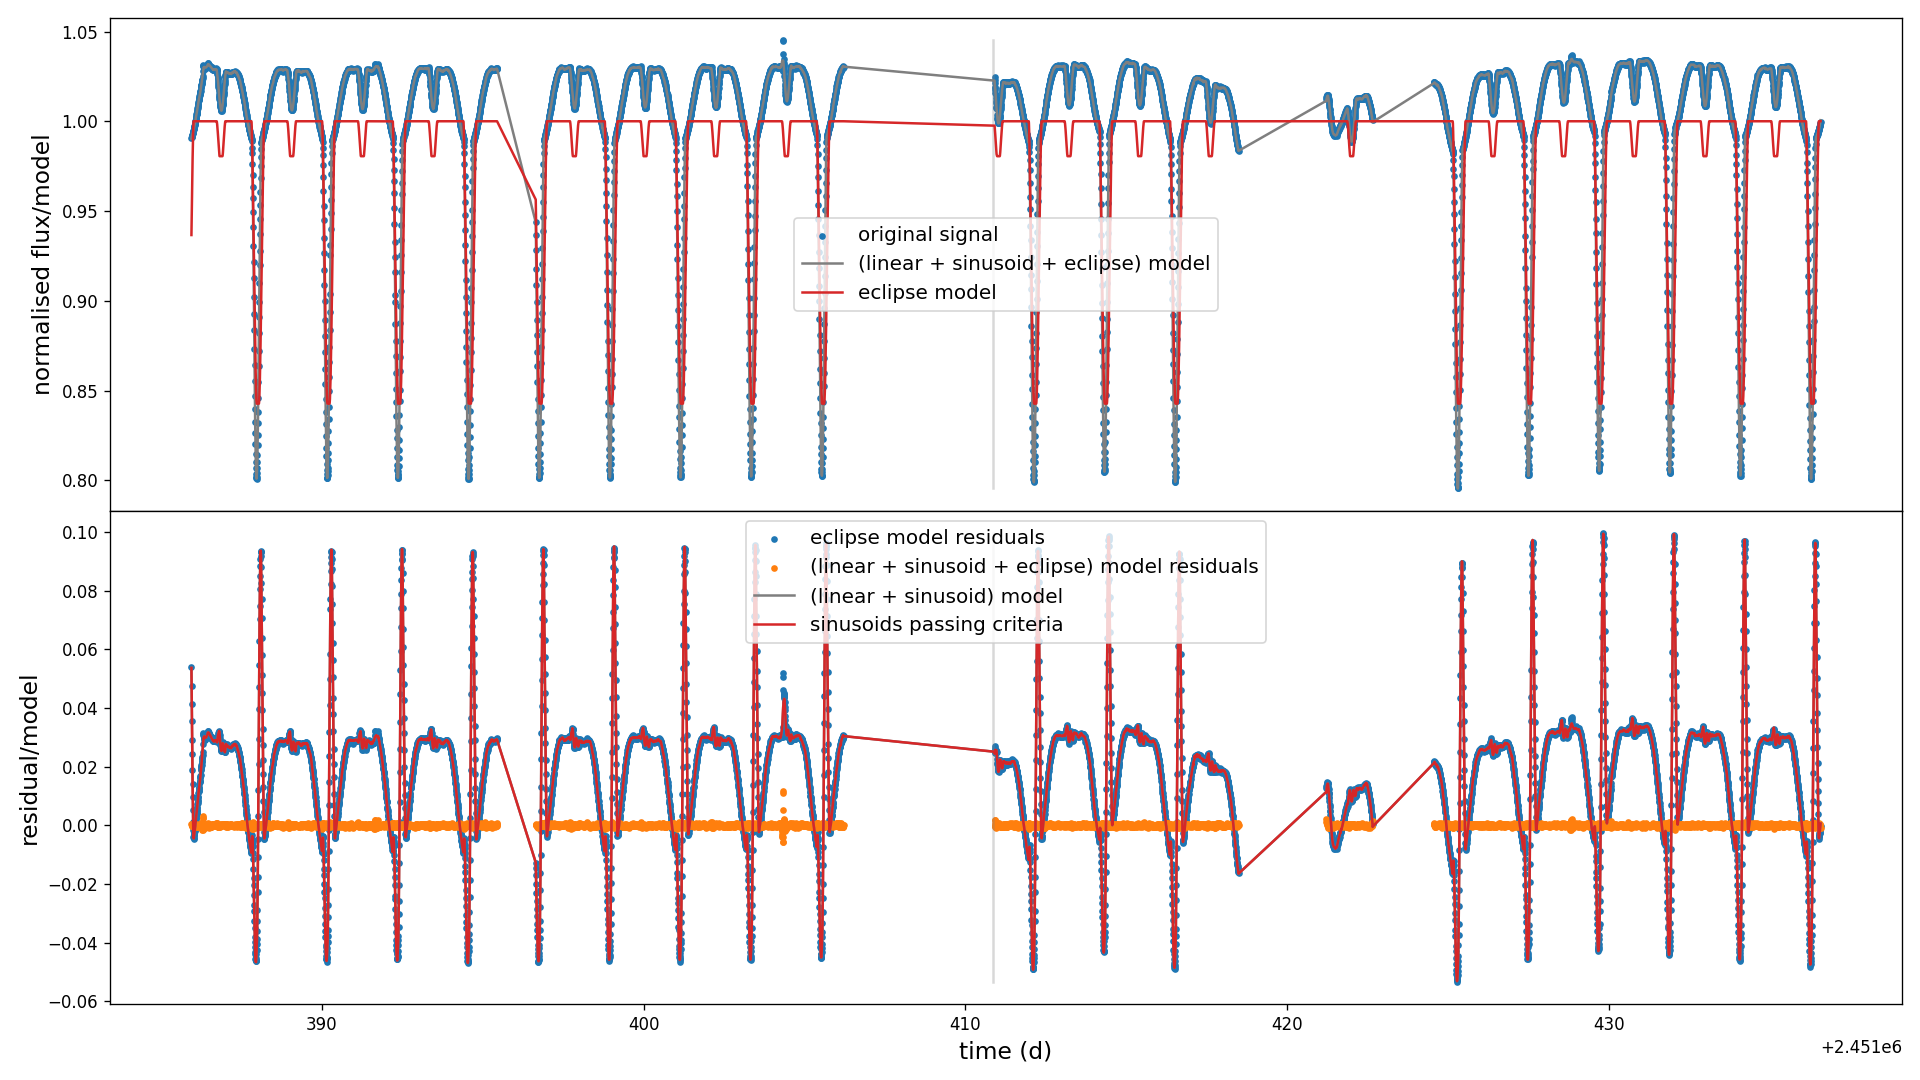 normalised flux/model
1.05
1.00
0.95
0.90
0.85
0.80
original signal
(linear + sinusoid + eclipse) model
eclipse model
residual/model
0.10
0.08
0.06
0.04
0.02
0.00
−0.02
−0.04
−0.06
eclipse model residuals
(linear + sinusoid + eclipse) model residuals
(linear + sinusoid) model
sinusoids passing criteria
390 400 410 420 430
time (d)
+2.451e6